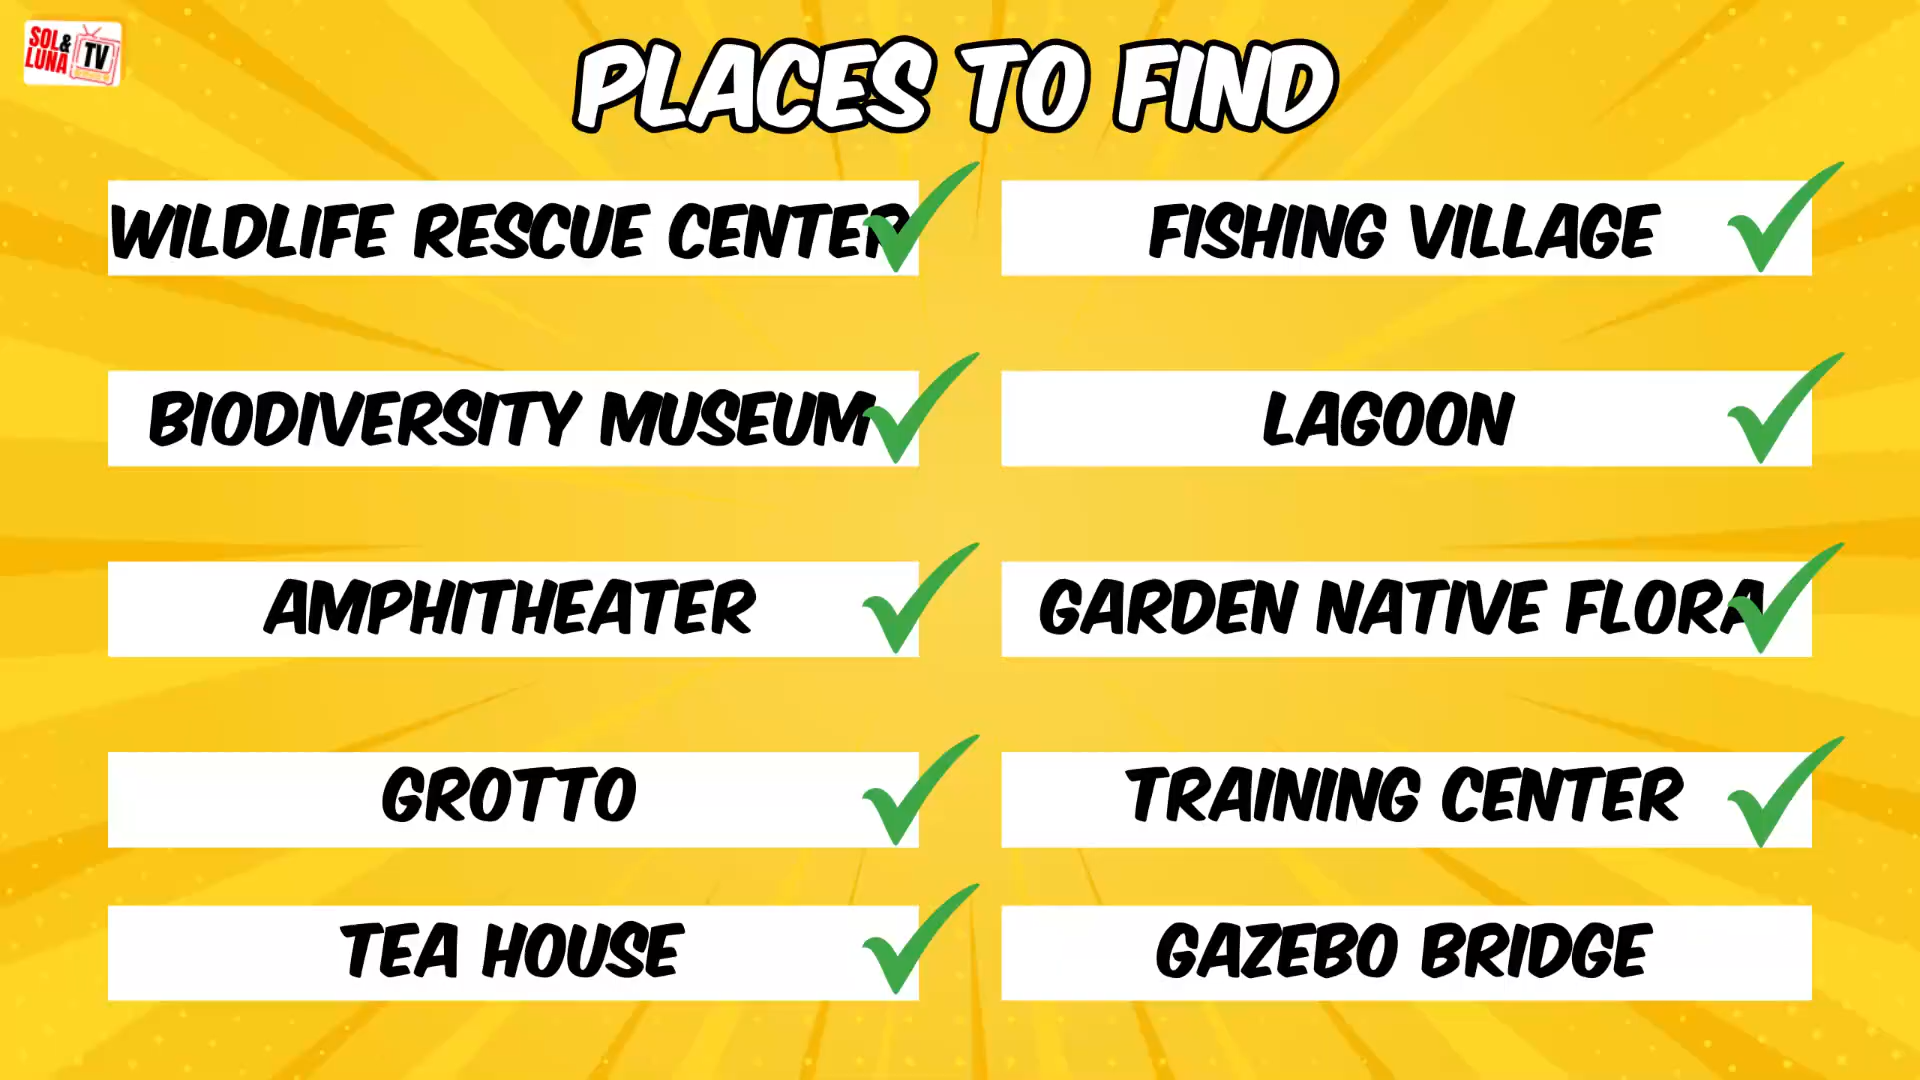 SOL&
LUNA TV
PLACES TO FIND
WILDLIFE RESCUE CENTER
FISHING VILLAGE
BIODIVERSITY MUSEUM
LAGOON
AMPHITHEATER
GARDEN NATIVE FLORA
GROTTO
TRAINING CENTER
TEA HOUSE
GAZEBO BRIDGE